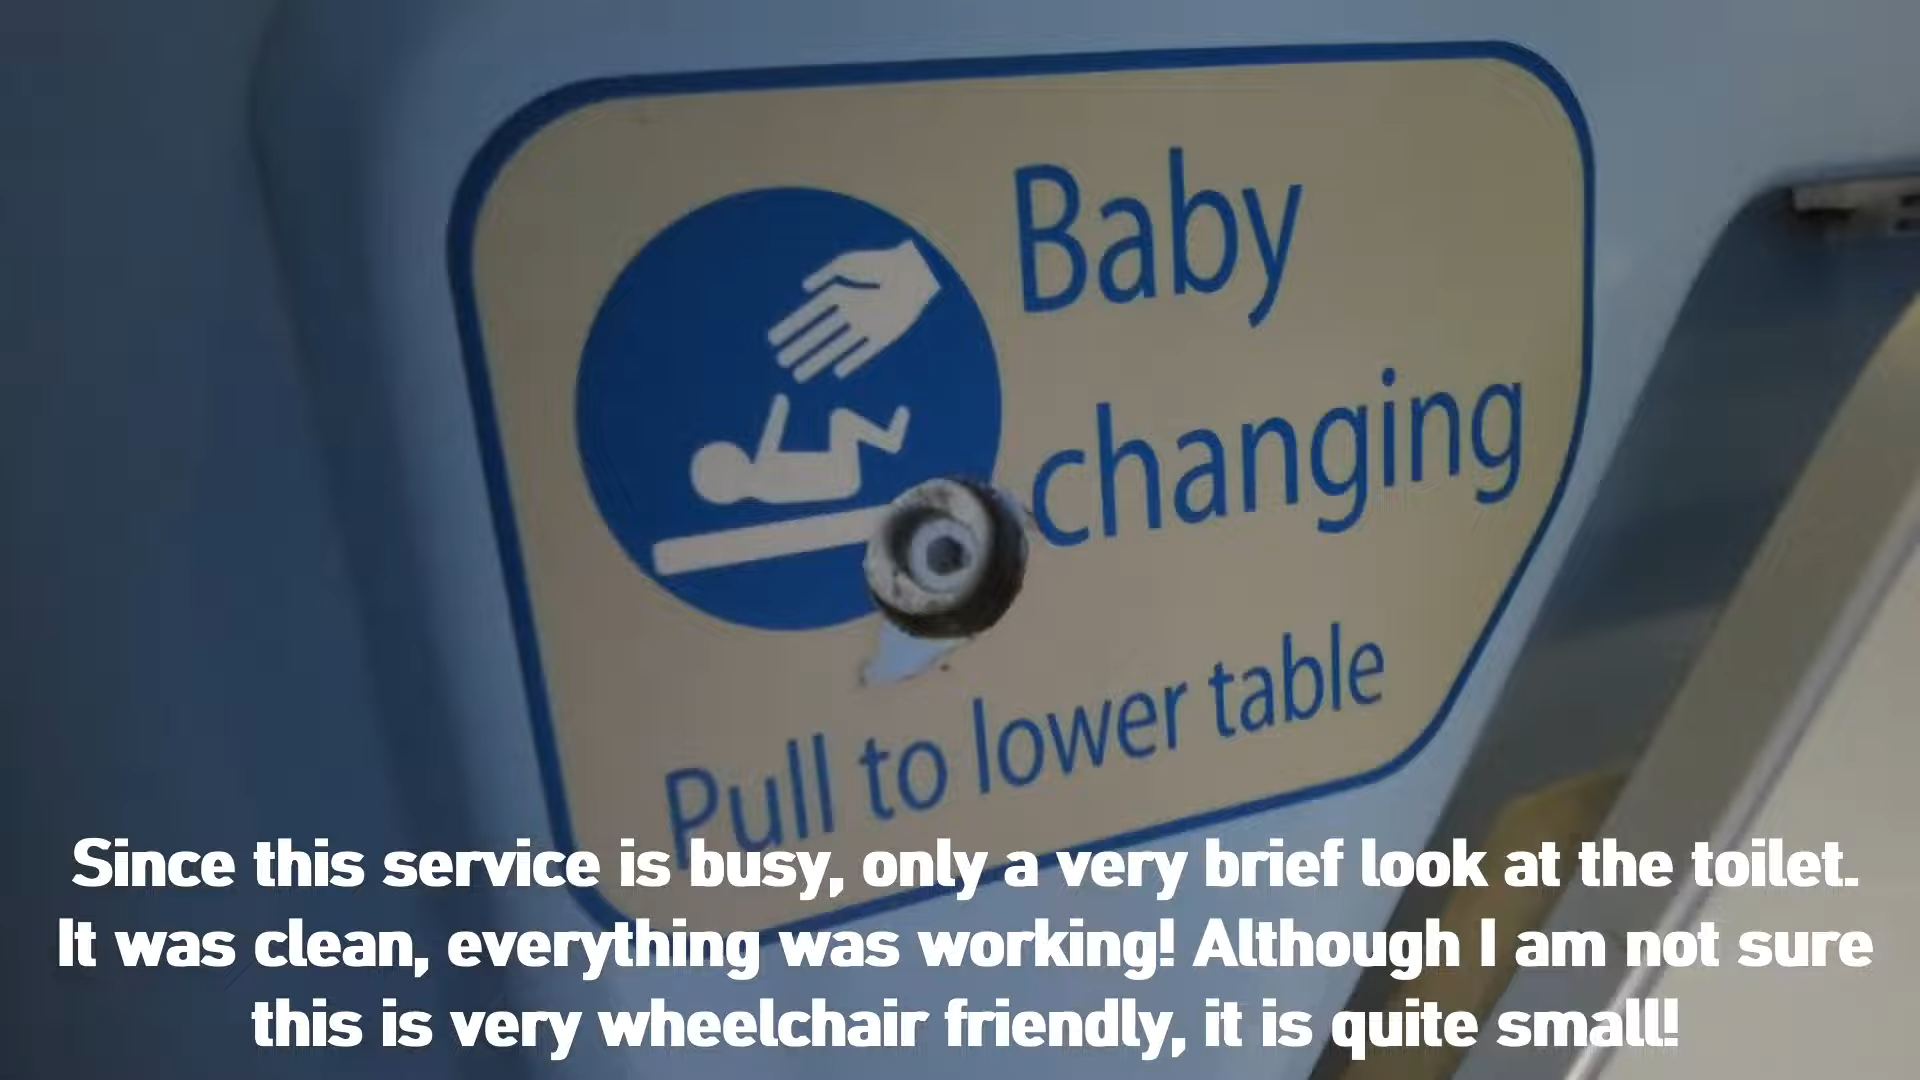 Baby
changing
Pull to lower table
Since this service is busy, only a very brief look at the toilet.
It was clean, everything was working! Although I am not sure
this is very wheelchair friendly, it is quite small!